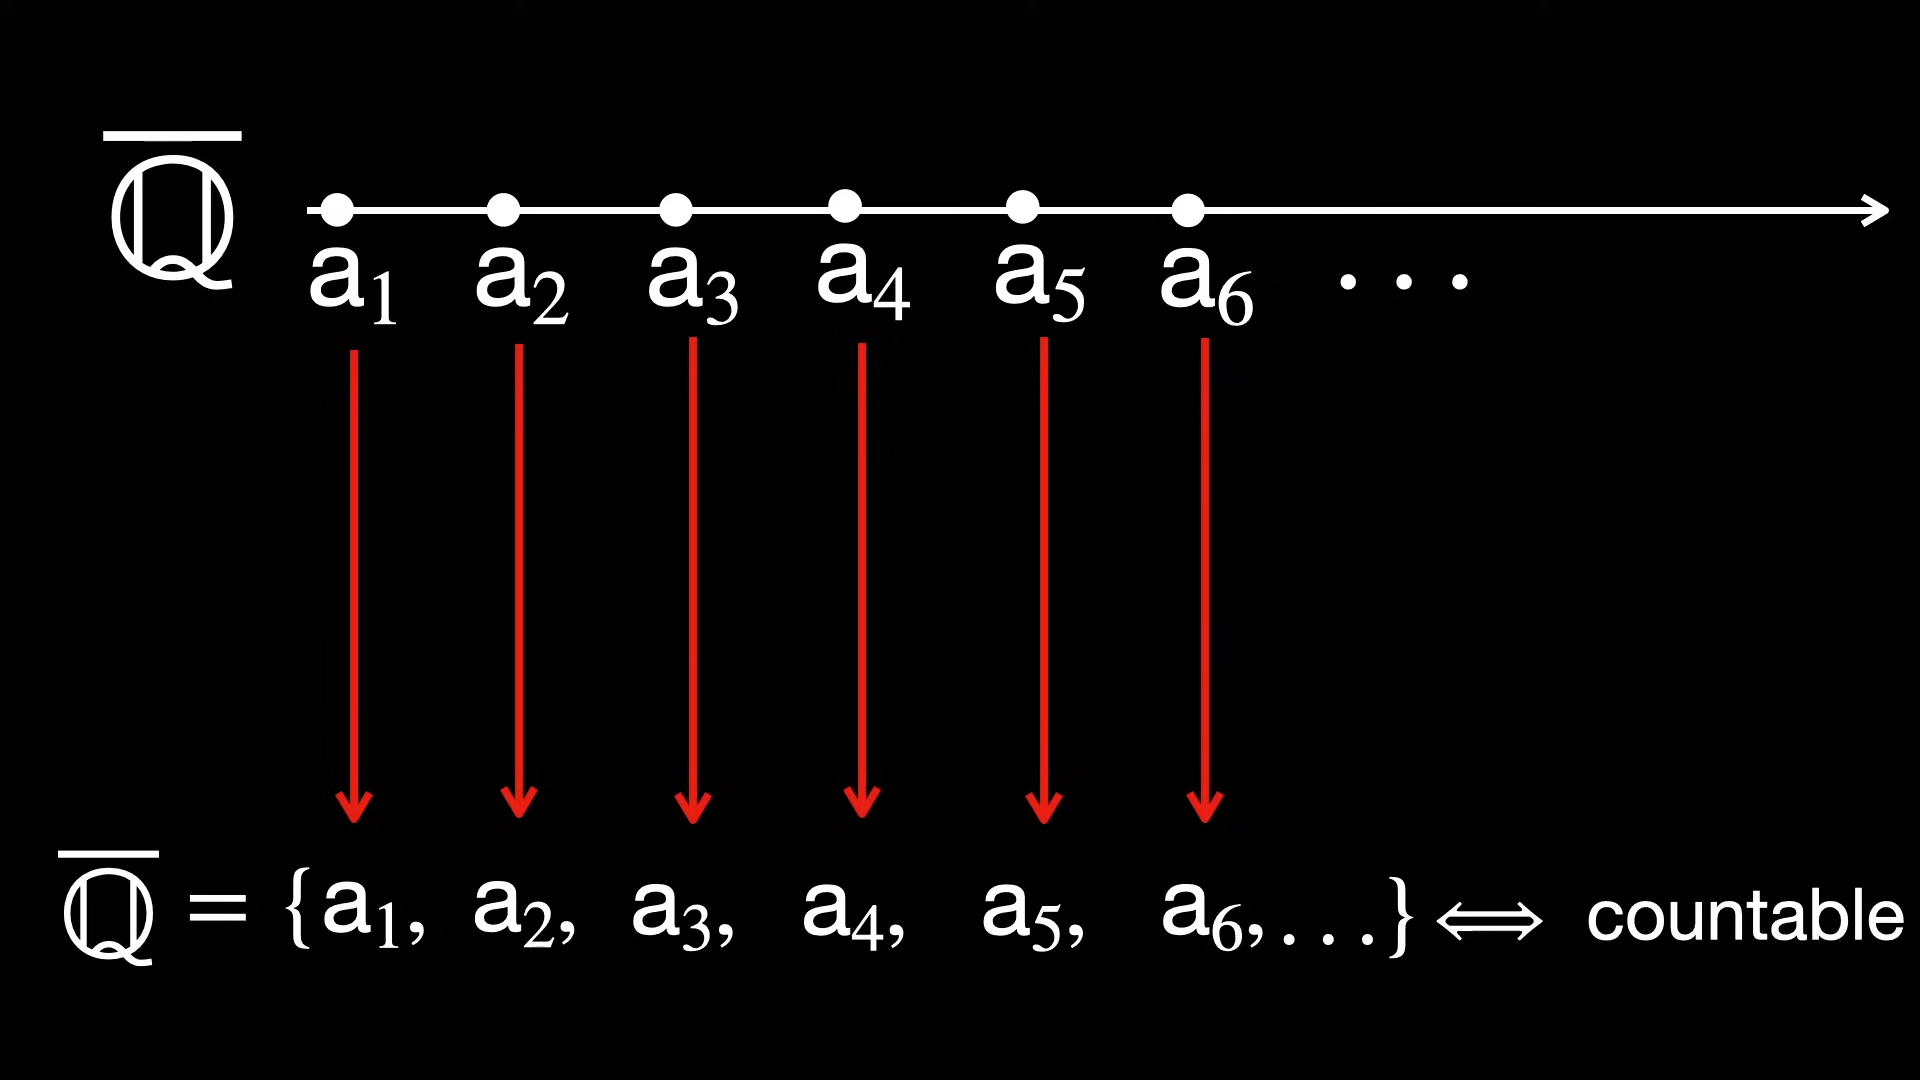 ℚ̅ a₁ a₂ a₃ a₄ a₅ a₆ . . .
ℚ̅ = {a₁, a₂, a₃, a₄, a₅, a₆, . . .} ⟺ countable